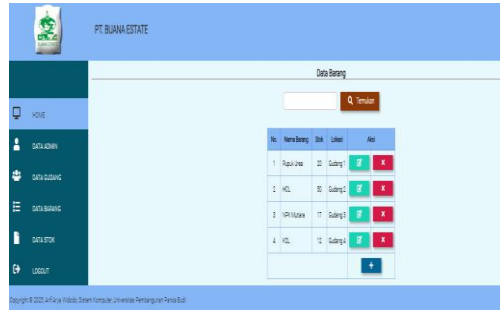 PT. BUANA ESTATE
Data Barang
Temukan
HOME
DATA ADMIN
DATA GUDANG
DATA BARANG
DATA STOK
LOGOUT
No. Nama Barang Stok Lokasi Aksi
1 Pupuk Urea 20 Gudang 1
2 KCL 50 Gudang 2
3 NPK Mutiara 17 Gudang 3
4 KCL 12 Gudang 4
Copyright © 2023, Arif Arya Widodo, Sistem Komputer, Universitas Pembangunan Panca Budi